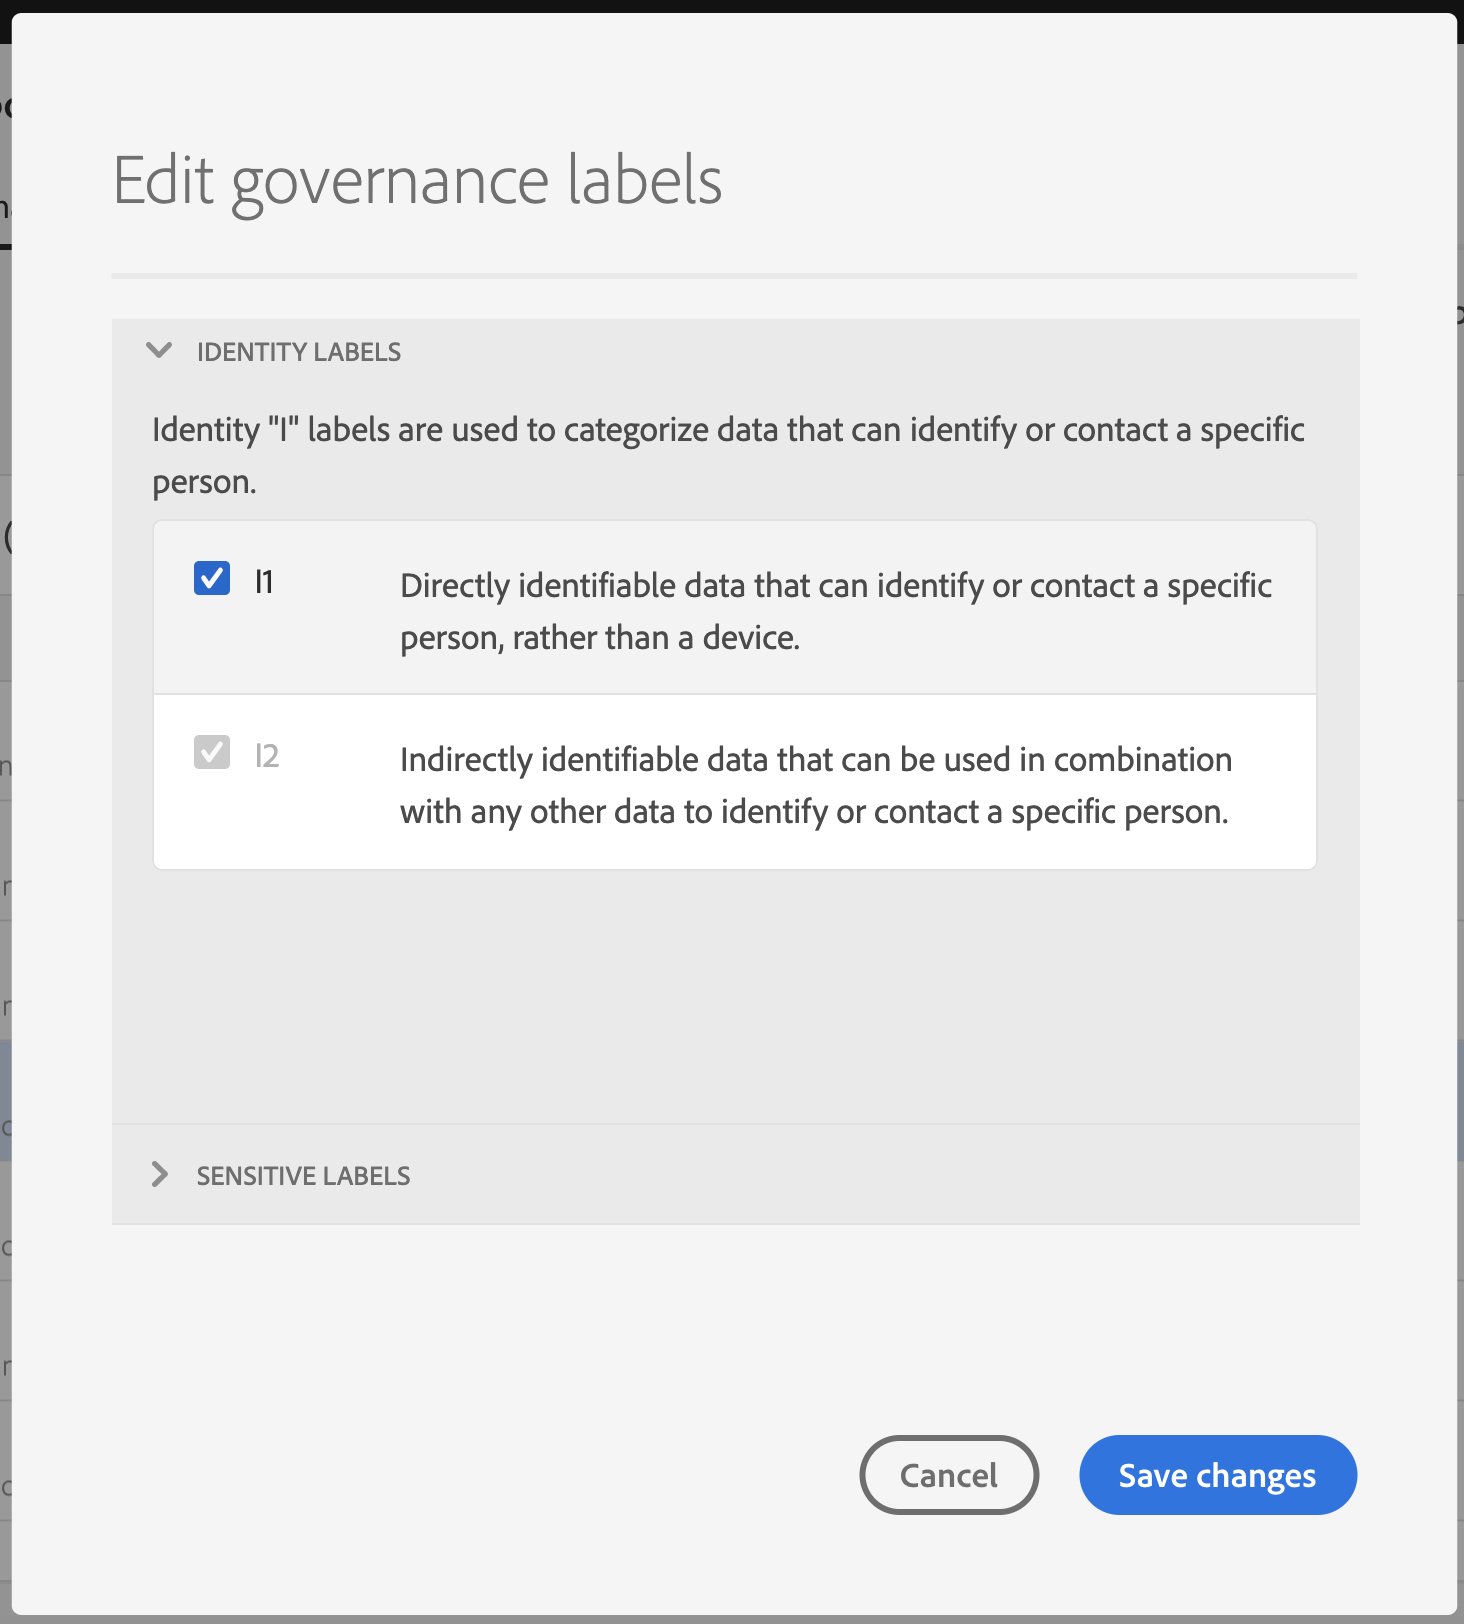 Edit governance labels
IDENTITY LABELS
Identity "I" labels are used to categorize data that can identify or contact a specific
person.
I1
Directly identifiable data that can identify or contact a specific
person, rather than a device.
I2
Indirectly identifiable data that can be used in combination
with any other data to identify or contact a specific person.
SENSITIVE LABELS
Cancel
Save changes